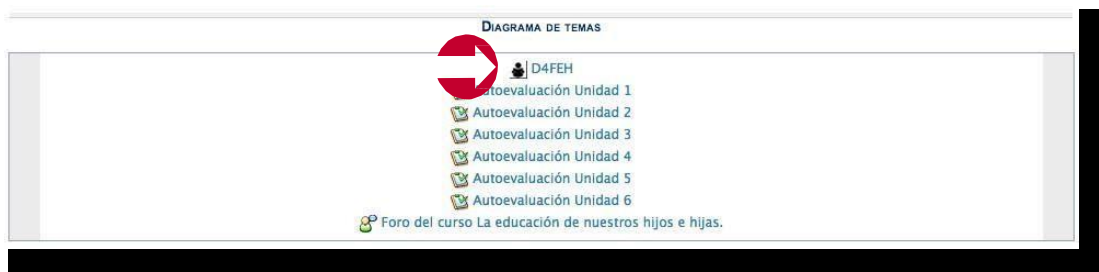 DIAGRAMA DE TEMAS
D4FEH
Autoevaluación Unidad 1
Autoevaluación Unidad 2
Autoevaluación Unidad 3
Autoevaluación Unidad 4
Autoevaluación Unidad 5
Autoevaluación Unidad 6
Foro del curso La educación de nuestros hijos e hijas.